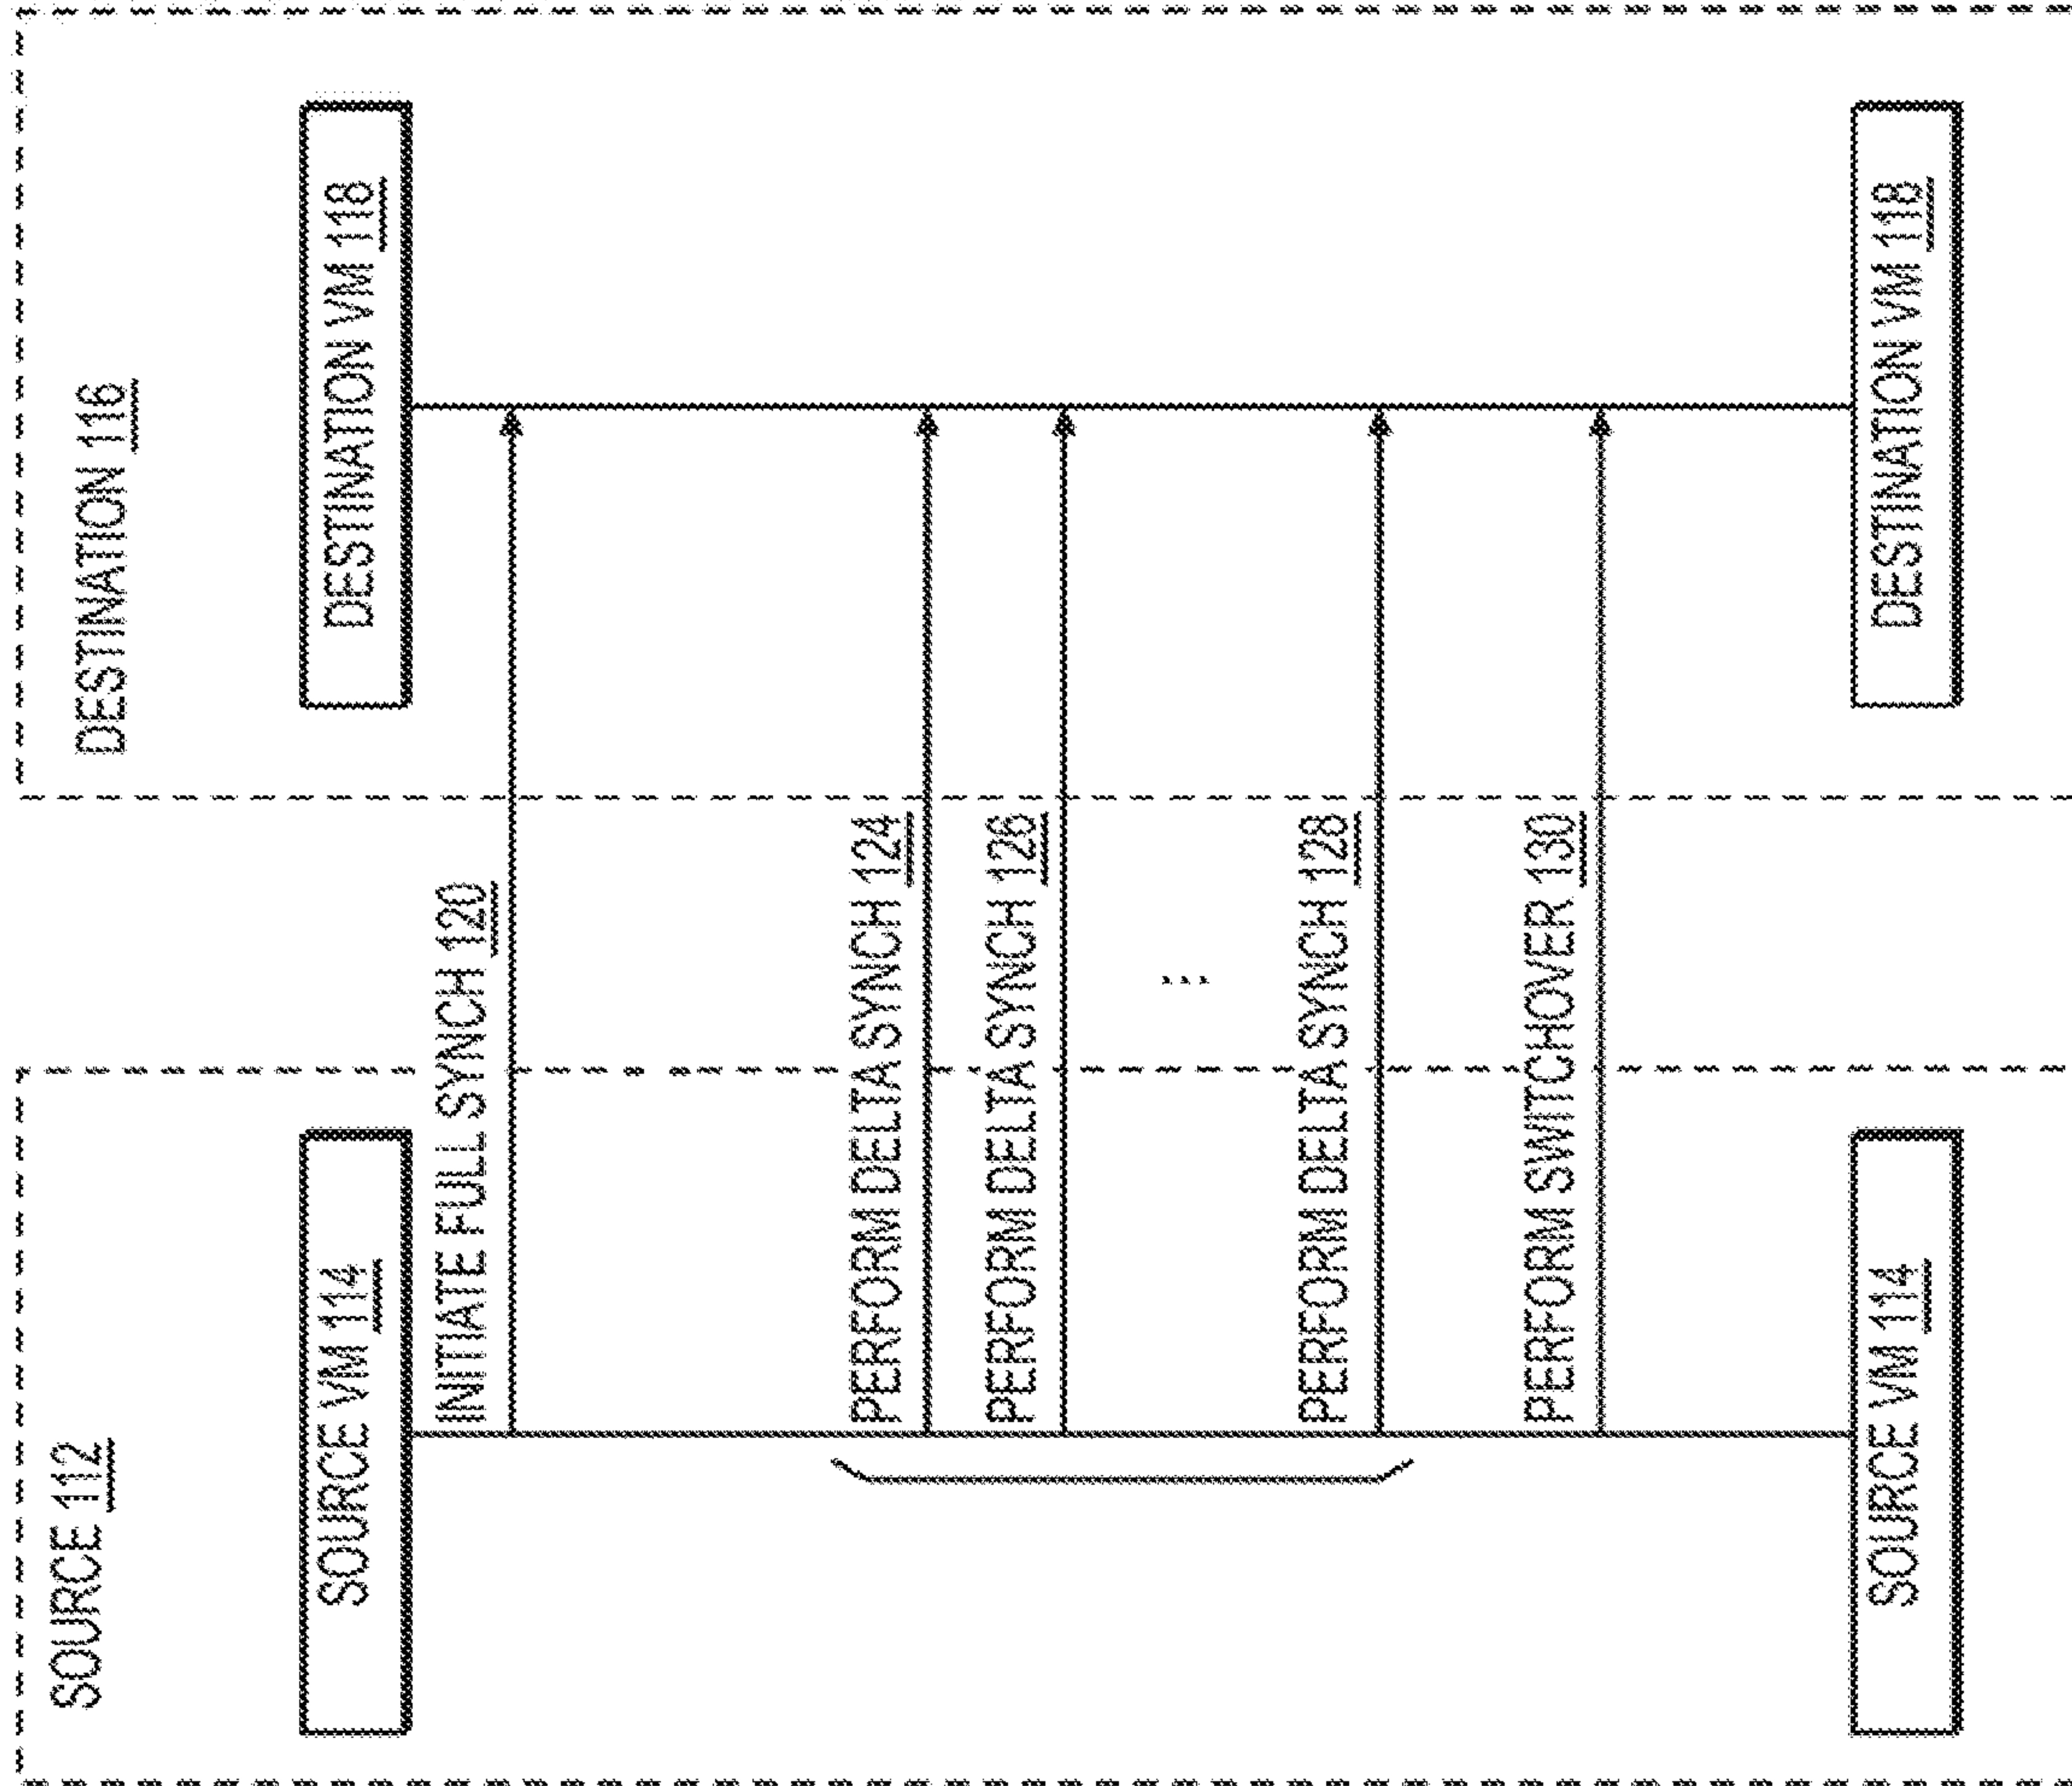 SOURCE 112
DESTINATION 116
SOURCE VM 114
DESTINATION VM 118
INITIATE FULL SYNCH 120
PERFORM DELTA SYNCH 124
PERFORM DELTA SYNCH 126
...
PERFORM DELTA SYNCH 128
PERFORM SWITCHOVER 130
SOURCE VM 114
DESTINATION VM 118